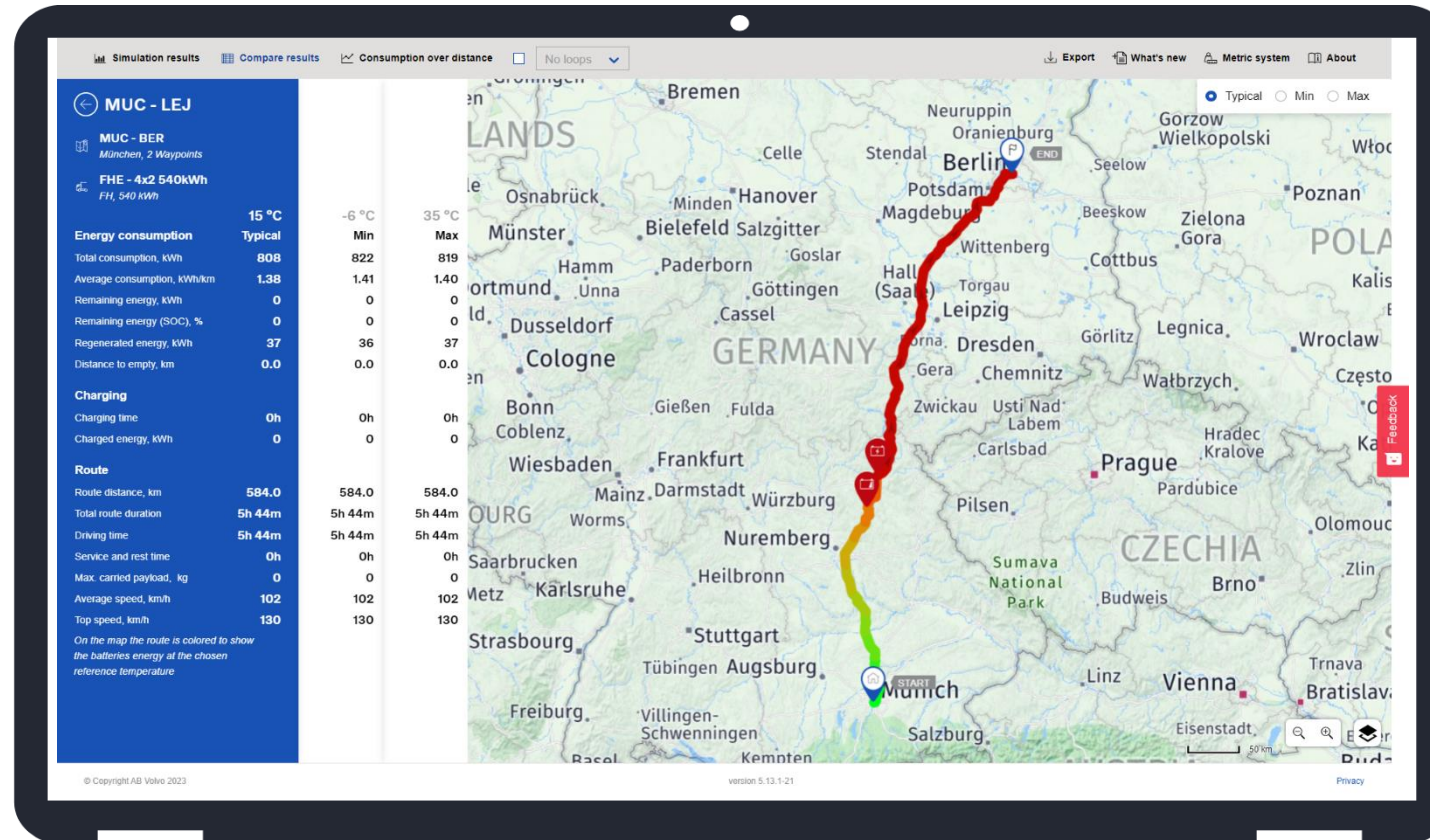 Simulation results Compare results Consumption over distance No loops Export What's new Metric system About
MUC - LEJ
MUC - BER
München, 2 Waypoints
FHE - 4x2 540kWh
FH, 540 kWh
15 °C -6 °C 35 °C
Energy consumption Typical Min Max
Total consumption, kWh 808 822 819
Average consumption, kWh/km 1.38 1.41 1.40
Remaining energy, kWh 0 0 0
Remaining energy (SOC), % 0 0 0
Regenerated energy, kWh 37 36 37
Distance to empty, km 0.0 0.0 0.0
Charging
Charging time 0h 0h 0h
Charged energy, kWh 0 0 0
Route
Route distance, km 584.0 584.0 584.0
Total route duration 5h 44m 5h 44m 5h 44m
Driving time 5h 44m 5h 44m 5h 44m
Service and rest time 0h 0h 0h
Max. carried payload, kg 0 0 0
Average speed, km/h 102 102 102
Top speed, km/h 130 130 130
On the map the route is colored to show
the batteries energy at the chosen
reference temperature
Typical Min Max
Bremen
Neuruppin
Gorzow
Wielkopolski
Oranienburg
LANDS
Celle
Stendal
Berlin
END
Seelow
Osnabrück
Minden
Hanover
Potsdam
Poznan
Magdeburg
Beeskow
Zielona
Gora
Münster
Bielefeld
Salzgitter
Wittenberg
Goslar
Cottbus
Hamm
Paderborn
Halle
(Saale)
Torgau
Unna
Göttingen
Leipzig
Dusseldorf
Cassel
Görlitz
Legnica
Wroclaw
Cologne
GERMANY
Dresden
Gera
Chemnitz
Wałbrzych
Bonn
Gießen
Fulda
Zwickau
Usti Nad
Labem
Coblenz
Carlsbad
Hradec
Kralove
Wiesbaden
Frankfurt
Prague
Mainz
Darmstadt
Würzburg
Pilsen
Pardubice
Worms
Nuremberg
CZECHIA
Saarbrucken
Heilbronn
Sumava
National
Park
Zlin
Karlsruhe
Budweis
Brno
Strasbourg
Stuttgart
Tübingen
Augsburg
START
Munich
Linz
Vienna
Trnava
Freiburg
Villingen-
Schwenningen
Salzburg
Eisenstadt
50 km
Kempten
Feedback
© Copyright AB Volvo 2023 version 5.13.1-21 Privacy